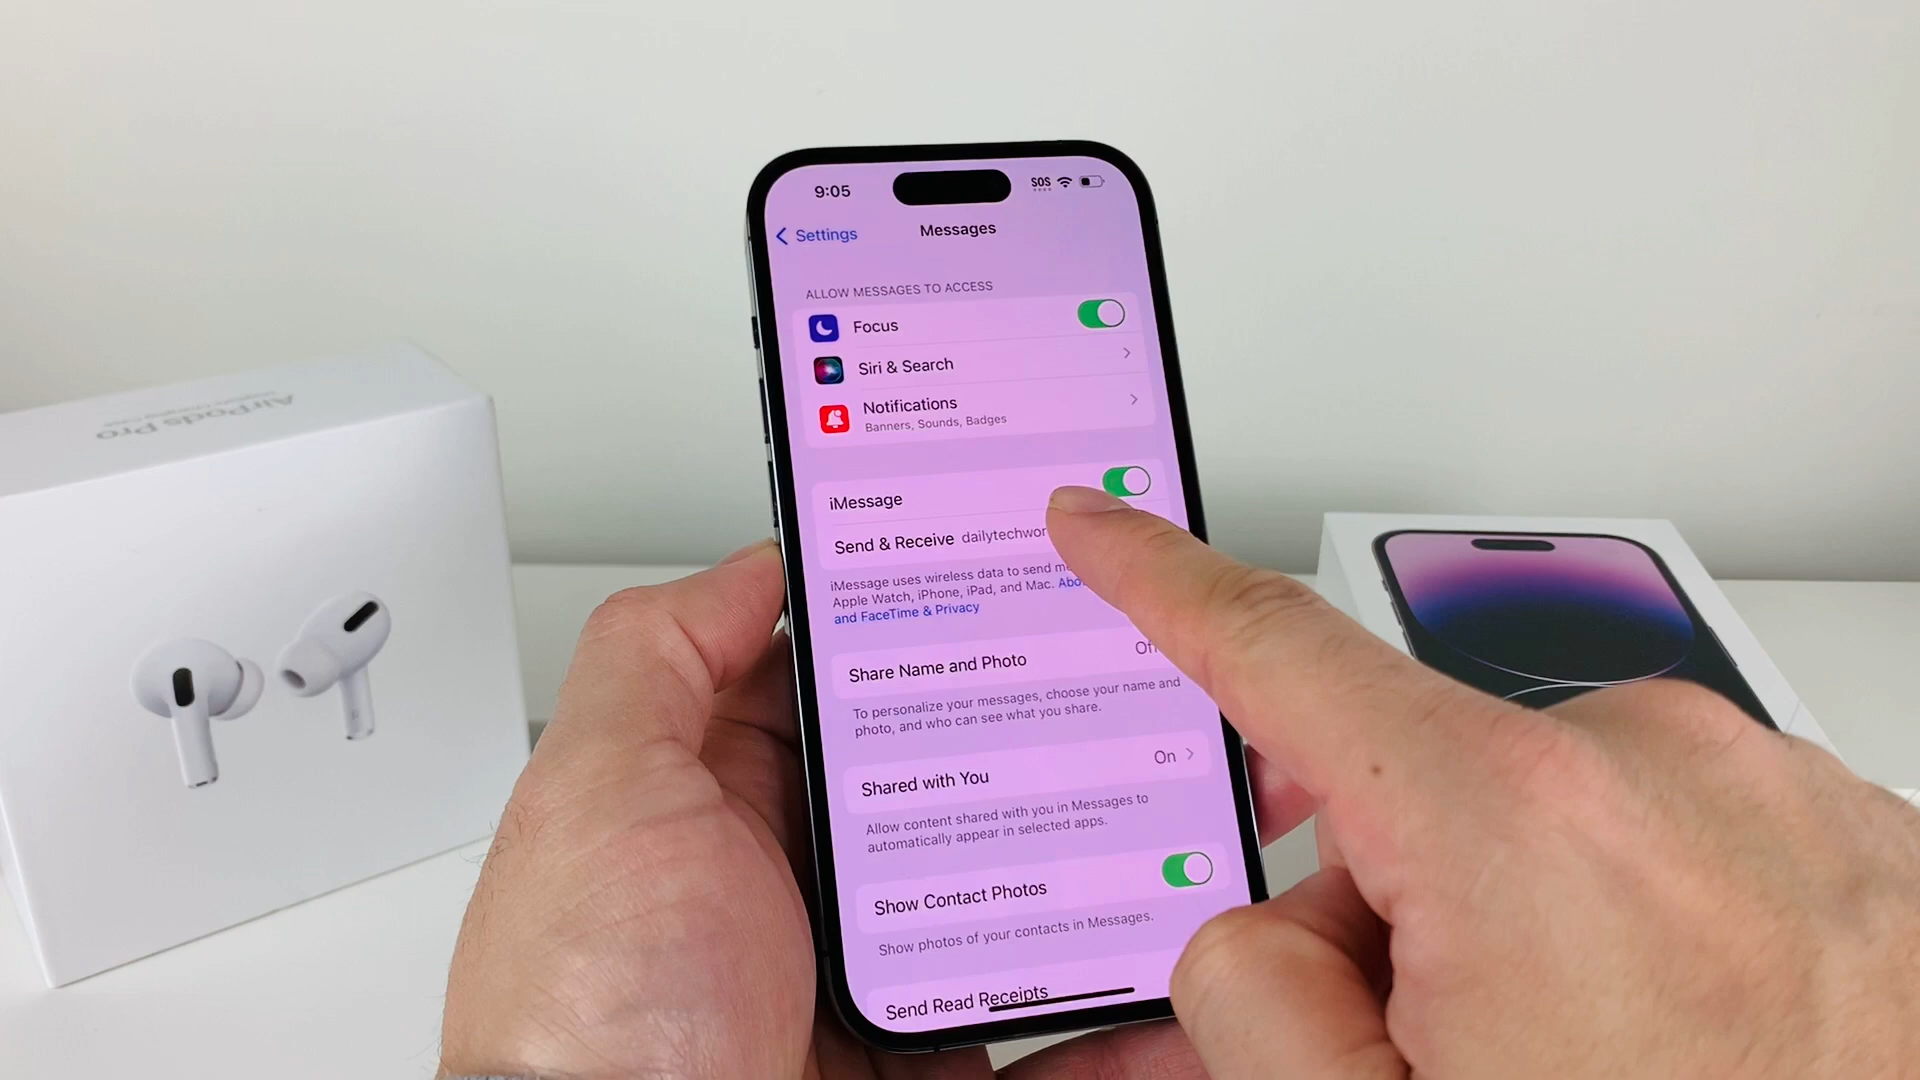 AirPods Pro
9:05
SOS
Settings
Messages
ALLOW MESSAGES TO ACCESS
Focus
Siri & Search
Notifications
Banners, Sounds, Badges
iMessage
Send & Receive dailytechwor
iMessage uses wireless data to send
Apple Watch, iPhone, iPad, and Mac.
and FaceTime & Privacy
Share Name and Photo
To personalize your messages, choose your name and
photo, and who can see what you share.
Shared with You On
Allow content shared with you in Messages to
automatically appear in selected apps.
Show Contact Photos
Show photos of your contacts in Messages.
Send Read Receipts